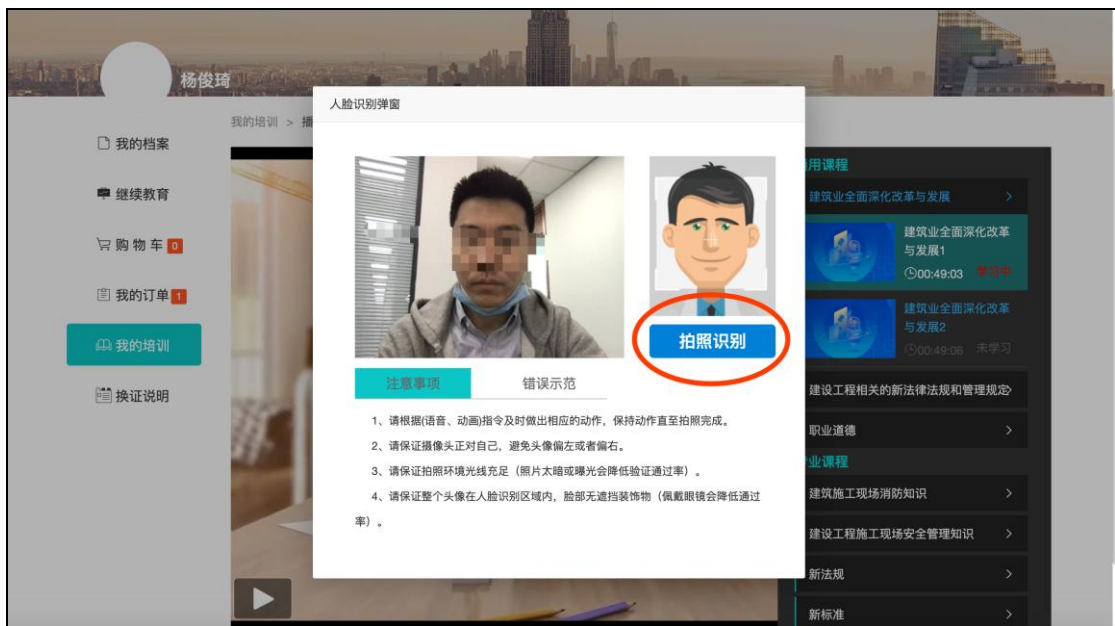 杨俊琦
人脸识别弹窗
我的培训 > 播
我的档案
继续教育
购 物 车 0
我的订单 1
我的培训
换证说明
拍照识别
注意事项
错误示范
1、请根据(语音、动画)指令及时做出相应的动作，保持动作直至拍照完成。
2、请保证摄像头正对自己，避免头像偏左或者偏右。
3、请保证拍照环境光线充足（照片太暗或曝光会降低验证通过率）。
4、请保证整个头像在人脸识别区域内，脸部无遮挡装饰物（佩戴眼镜会降低通过
率）。
用课程
建筑业全面深化改革与发展 >
建筑业全面深化改革
与发展1
00:49:03 学习中
建筑业全面深化改革
与发展2
00:49:06 未学习
建设工程相关的新法律法规和管理规定>
职业道德 >
业课程
建筑施工现场消防知识 >
建设工程施工现场安全管理知识 >
新法规 >
新标准 >